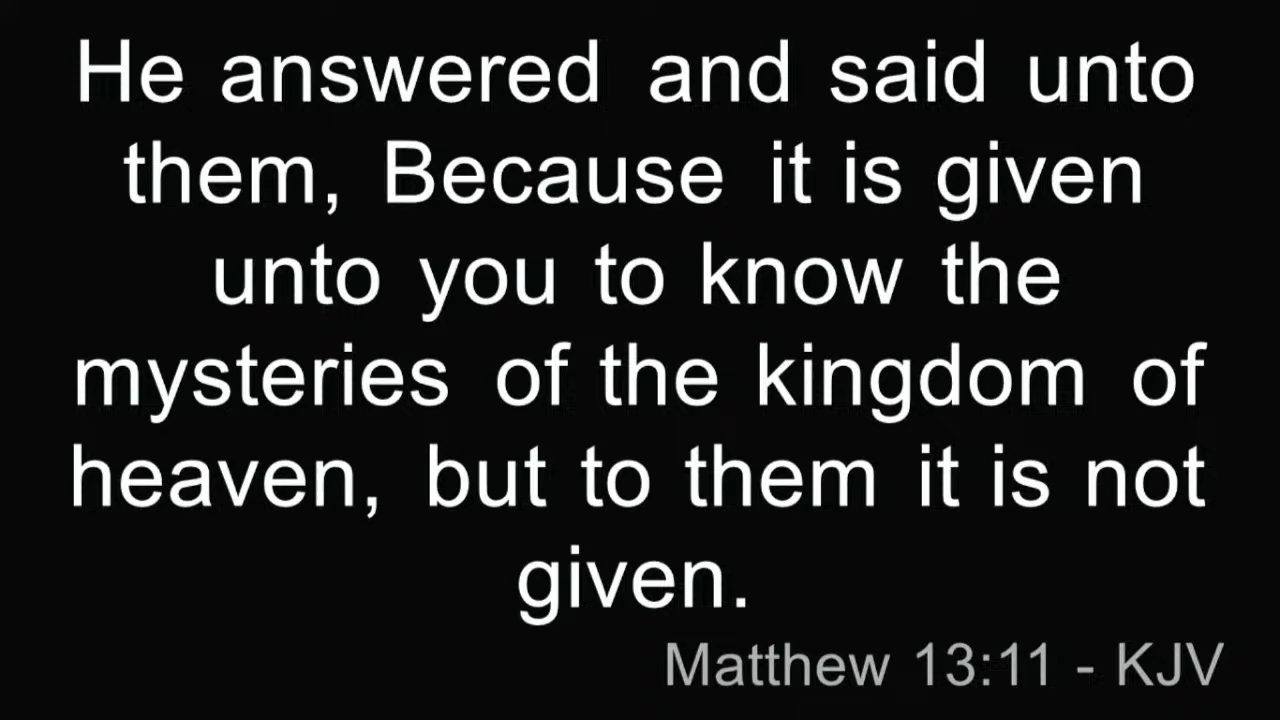 He answered and said unto
them, Because it is given
unto you to know the
mysteries of the kingdom of
heaven, but to them it is not
given.
Matthew 13:11 - KJV